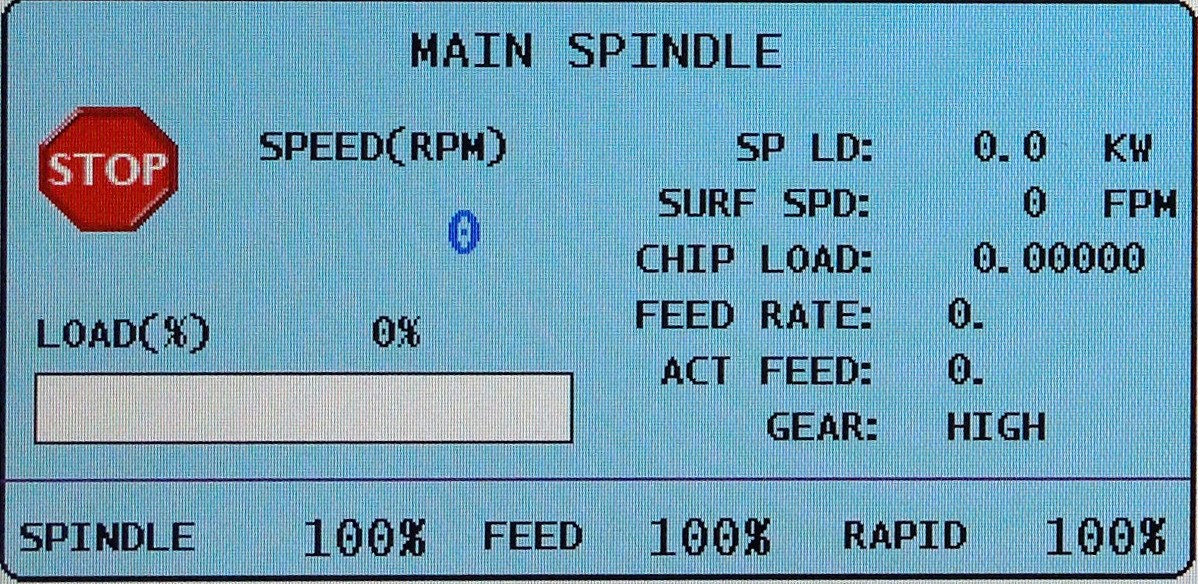 MAIN SPINDLE
STOP
SPEED(RPM)
0
LOAD(%) 0%
SP LD: 0.0 KW
SURF SPD: 0 FPM
CHIP LOAD: 0.00000
FEED RATE: 0.
ACT FEED: 0.
GEAR: HIGH
SPINDLE 100% FEED 100% RAPID 100%